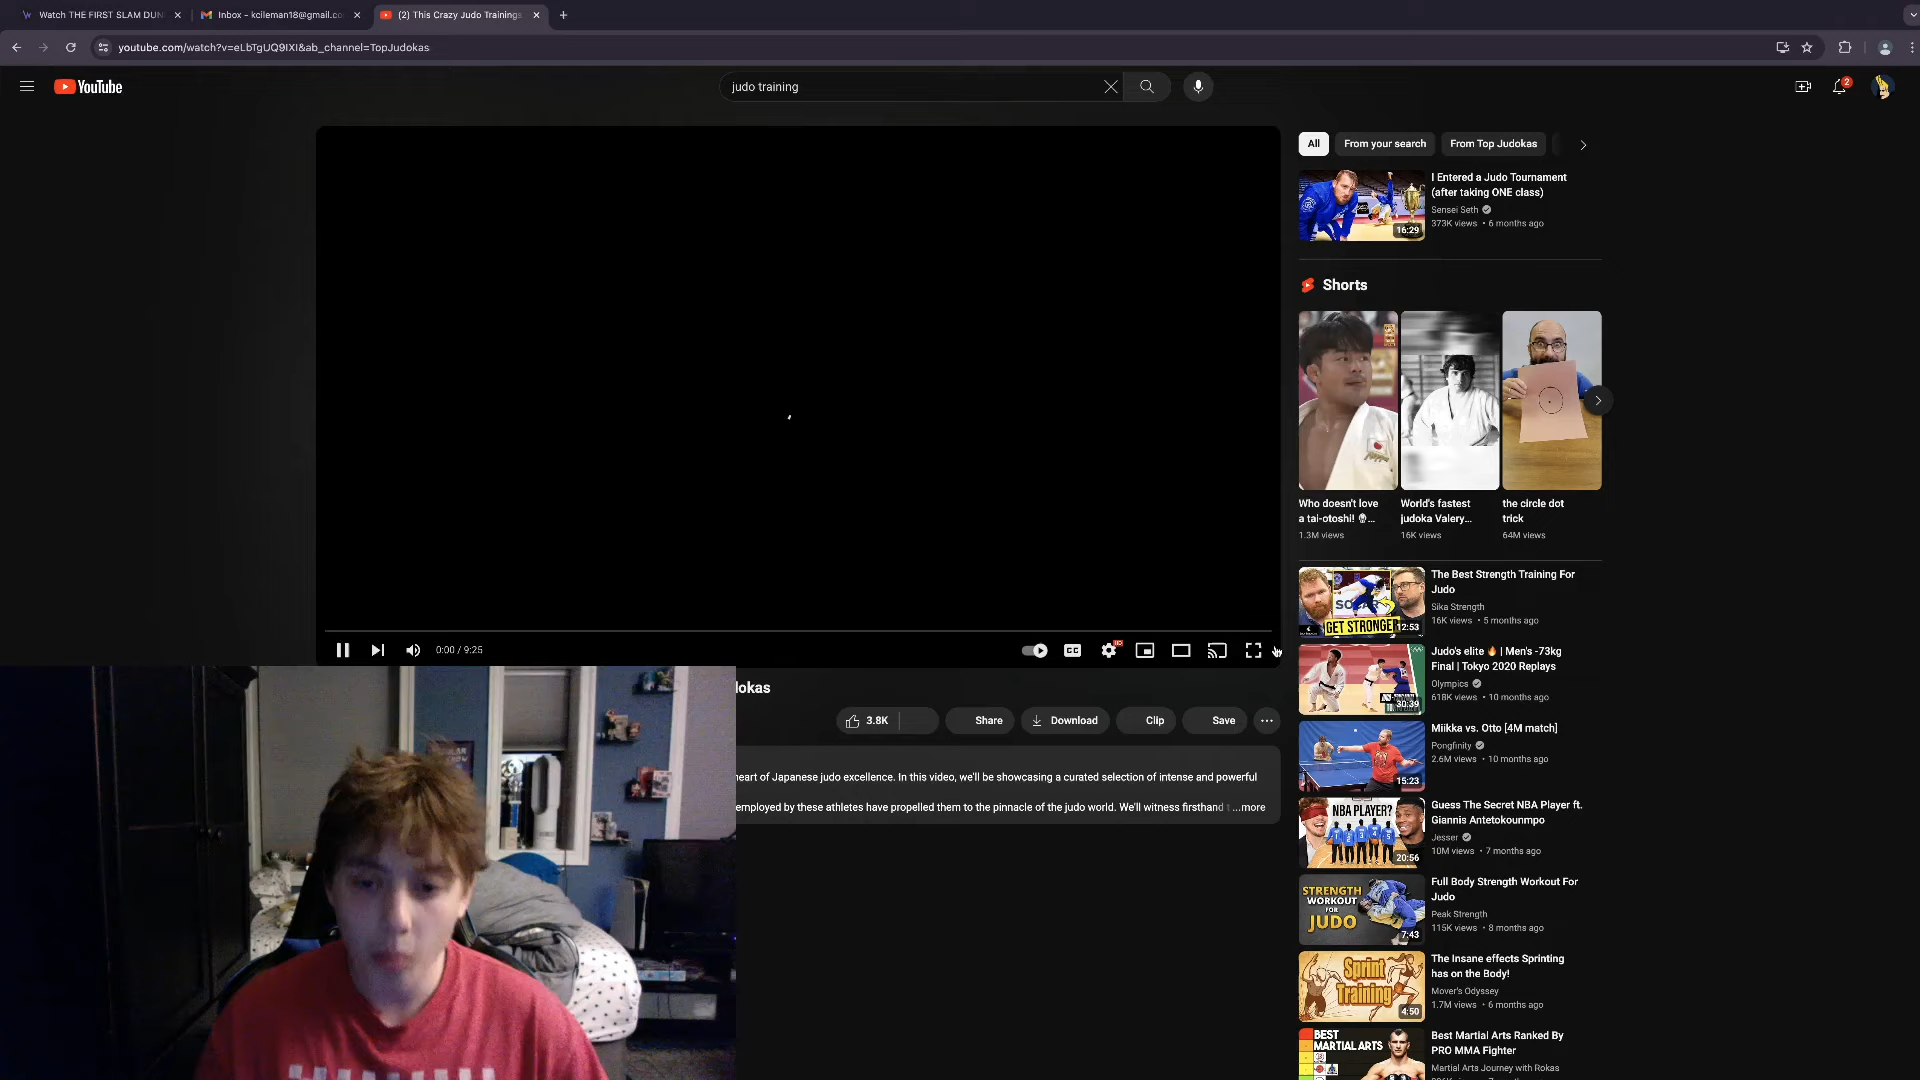 Watch THE FIRST SLAM DUN
Inbox - kcileman18@gmail.co
(2) This Crazy Judo Trainings
youtube.com/watch?v=eLbTgUQ9IXI&ab_channel=TopJudokas
YouTube
judo training
2
All
From your search
From Top Judokas
I Entered a Judo Tournament
(after taking ONE class)
Sensei Seth
373K views • 6 months ago
16:29
Shorts
Who doesn't love
a tai-otoshi! ...
1.3M views
World's fastest
judoka Valery...
16K views
the circle dot
trick
64M views
The Best Strength Training For
Judo
Sika Strength
16K views • 5 months ago
GET STRONGER
12:53
0:00 / 9:25
CC
HD
Judo's elite 🔥 | Men's -73kg
Final | Tokyo 2020 Replays
Olympics
618K views • 10 months ago
30:39
dokas
3.8K
Share
Download
Clip
Save
Miikka vs. Otto [4M match]
Pongfinity
2.6M views • 10 months ago
15:23
heart of Japanese judo excellence. In this video, we'll be showcasing a curated selection of intense and powerful
employed by these athletes have propelled them to the pinnacle of the judo world. We'll witness firsthand t ...more
NBA PLAYER?
20:56
Guess The Secret NBA Player ft.
Giannis Antetokounmpo
Jesser
10M views • 7 months ago
STRENGTH
WORKOUT
FOR
JUDO
7:43
Full Body Strength Workout For
Judo
Peak Strength
115K views • 8 months ago
Sprint
Training
4:50
The Insane effects Sprinting
has on the Body!
Mover's Odyssey
1.7M views • 6 months ago
BEST
MARTIAL ARTS
Best Martial Arts Ranked By
PRO MMA Fighter
Martial Arts Journey with Rokas